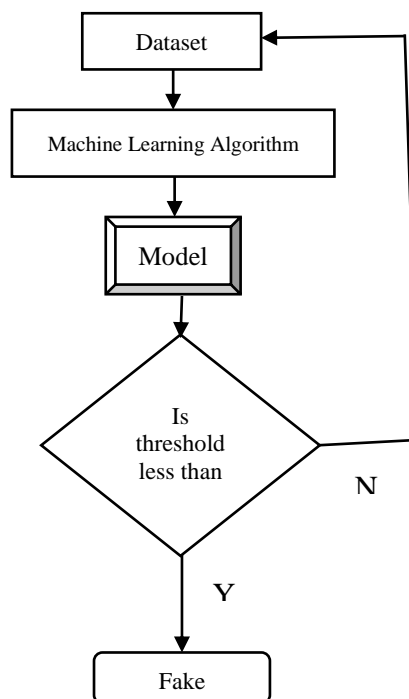 Dataset
Machine Learning Algorithm
Model
Is
threshold
less than
N
Y
Fake